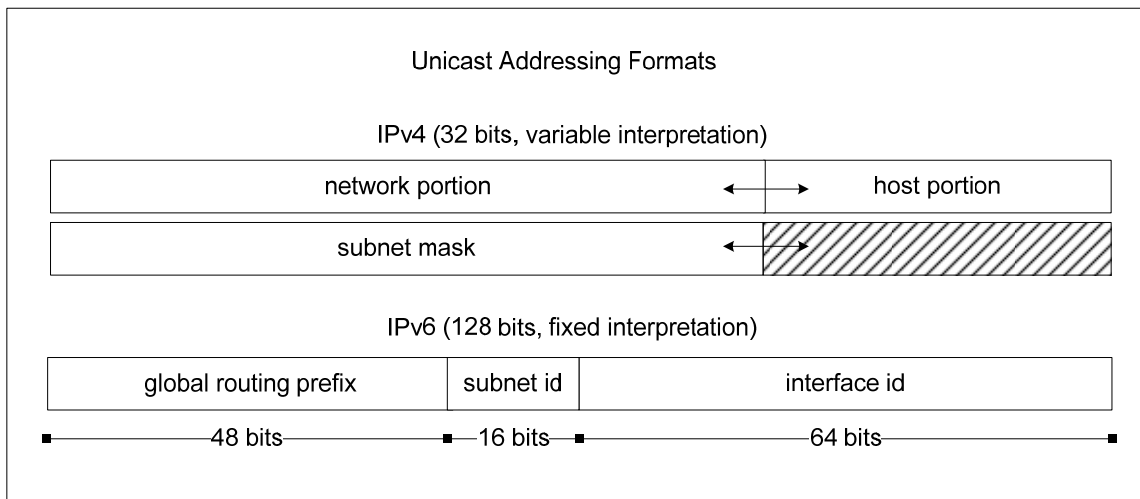 Unicast Addressing Formats
IPv4 (32 bits, variable interpretation)
network portion
host portion
subnet mask
IPv6 (128 bits, fixed interpretation)
global routing prefix
subnet id
interface id
48 bits
16 bits
64 bits